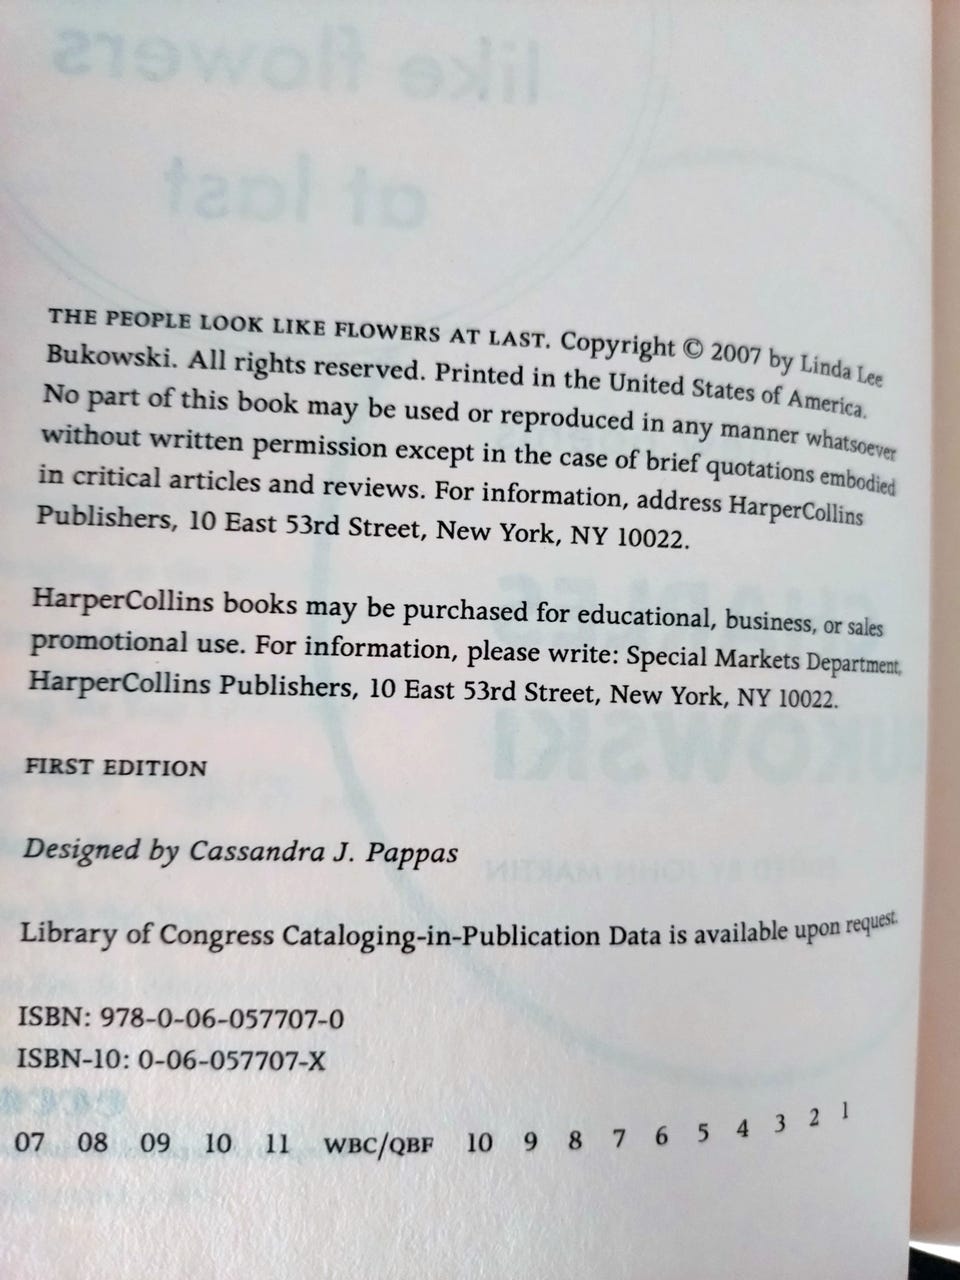 like flowers
at last
THE PEOPLE LOOK LIKE FLOWERS AT LAST. Copyright © 2007 by Linda Lee
Bukowski. All rights reserved. Printed in the United States of America.
No part of this book may be used or reproduced in any manner whatsoever
without written permission except in the case of brief quotations embodied
in critical articles and reviews. For information, address HarperCollins
Publishers, 10 East 53rd Street, New York, NY 10022.
HarperCollins books may be purchased for educational, business, or sales
promotional use. For information, please write: Special Markets Department,
HarperCollins Publishers, 10 East 53rd Street, New York, NY 10022.
FIRST EDITION
Designed by Cassandra J. Pappas
Library of Congress Cataloging-in-Publication Data is available upon request.
ISBN: 978-0-06-057707-0
ISBN-10: 0-06-057707-X
07 08 09 10 11 WBC/QBF 10 9 8 7 6 5 4 3 2 1